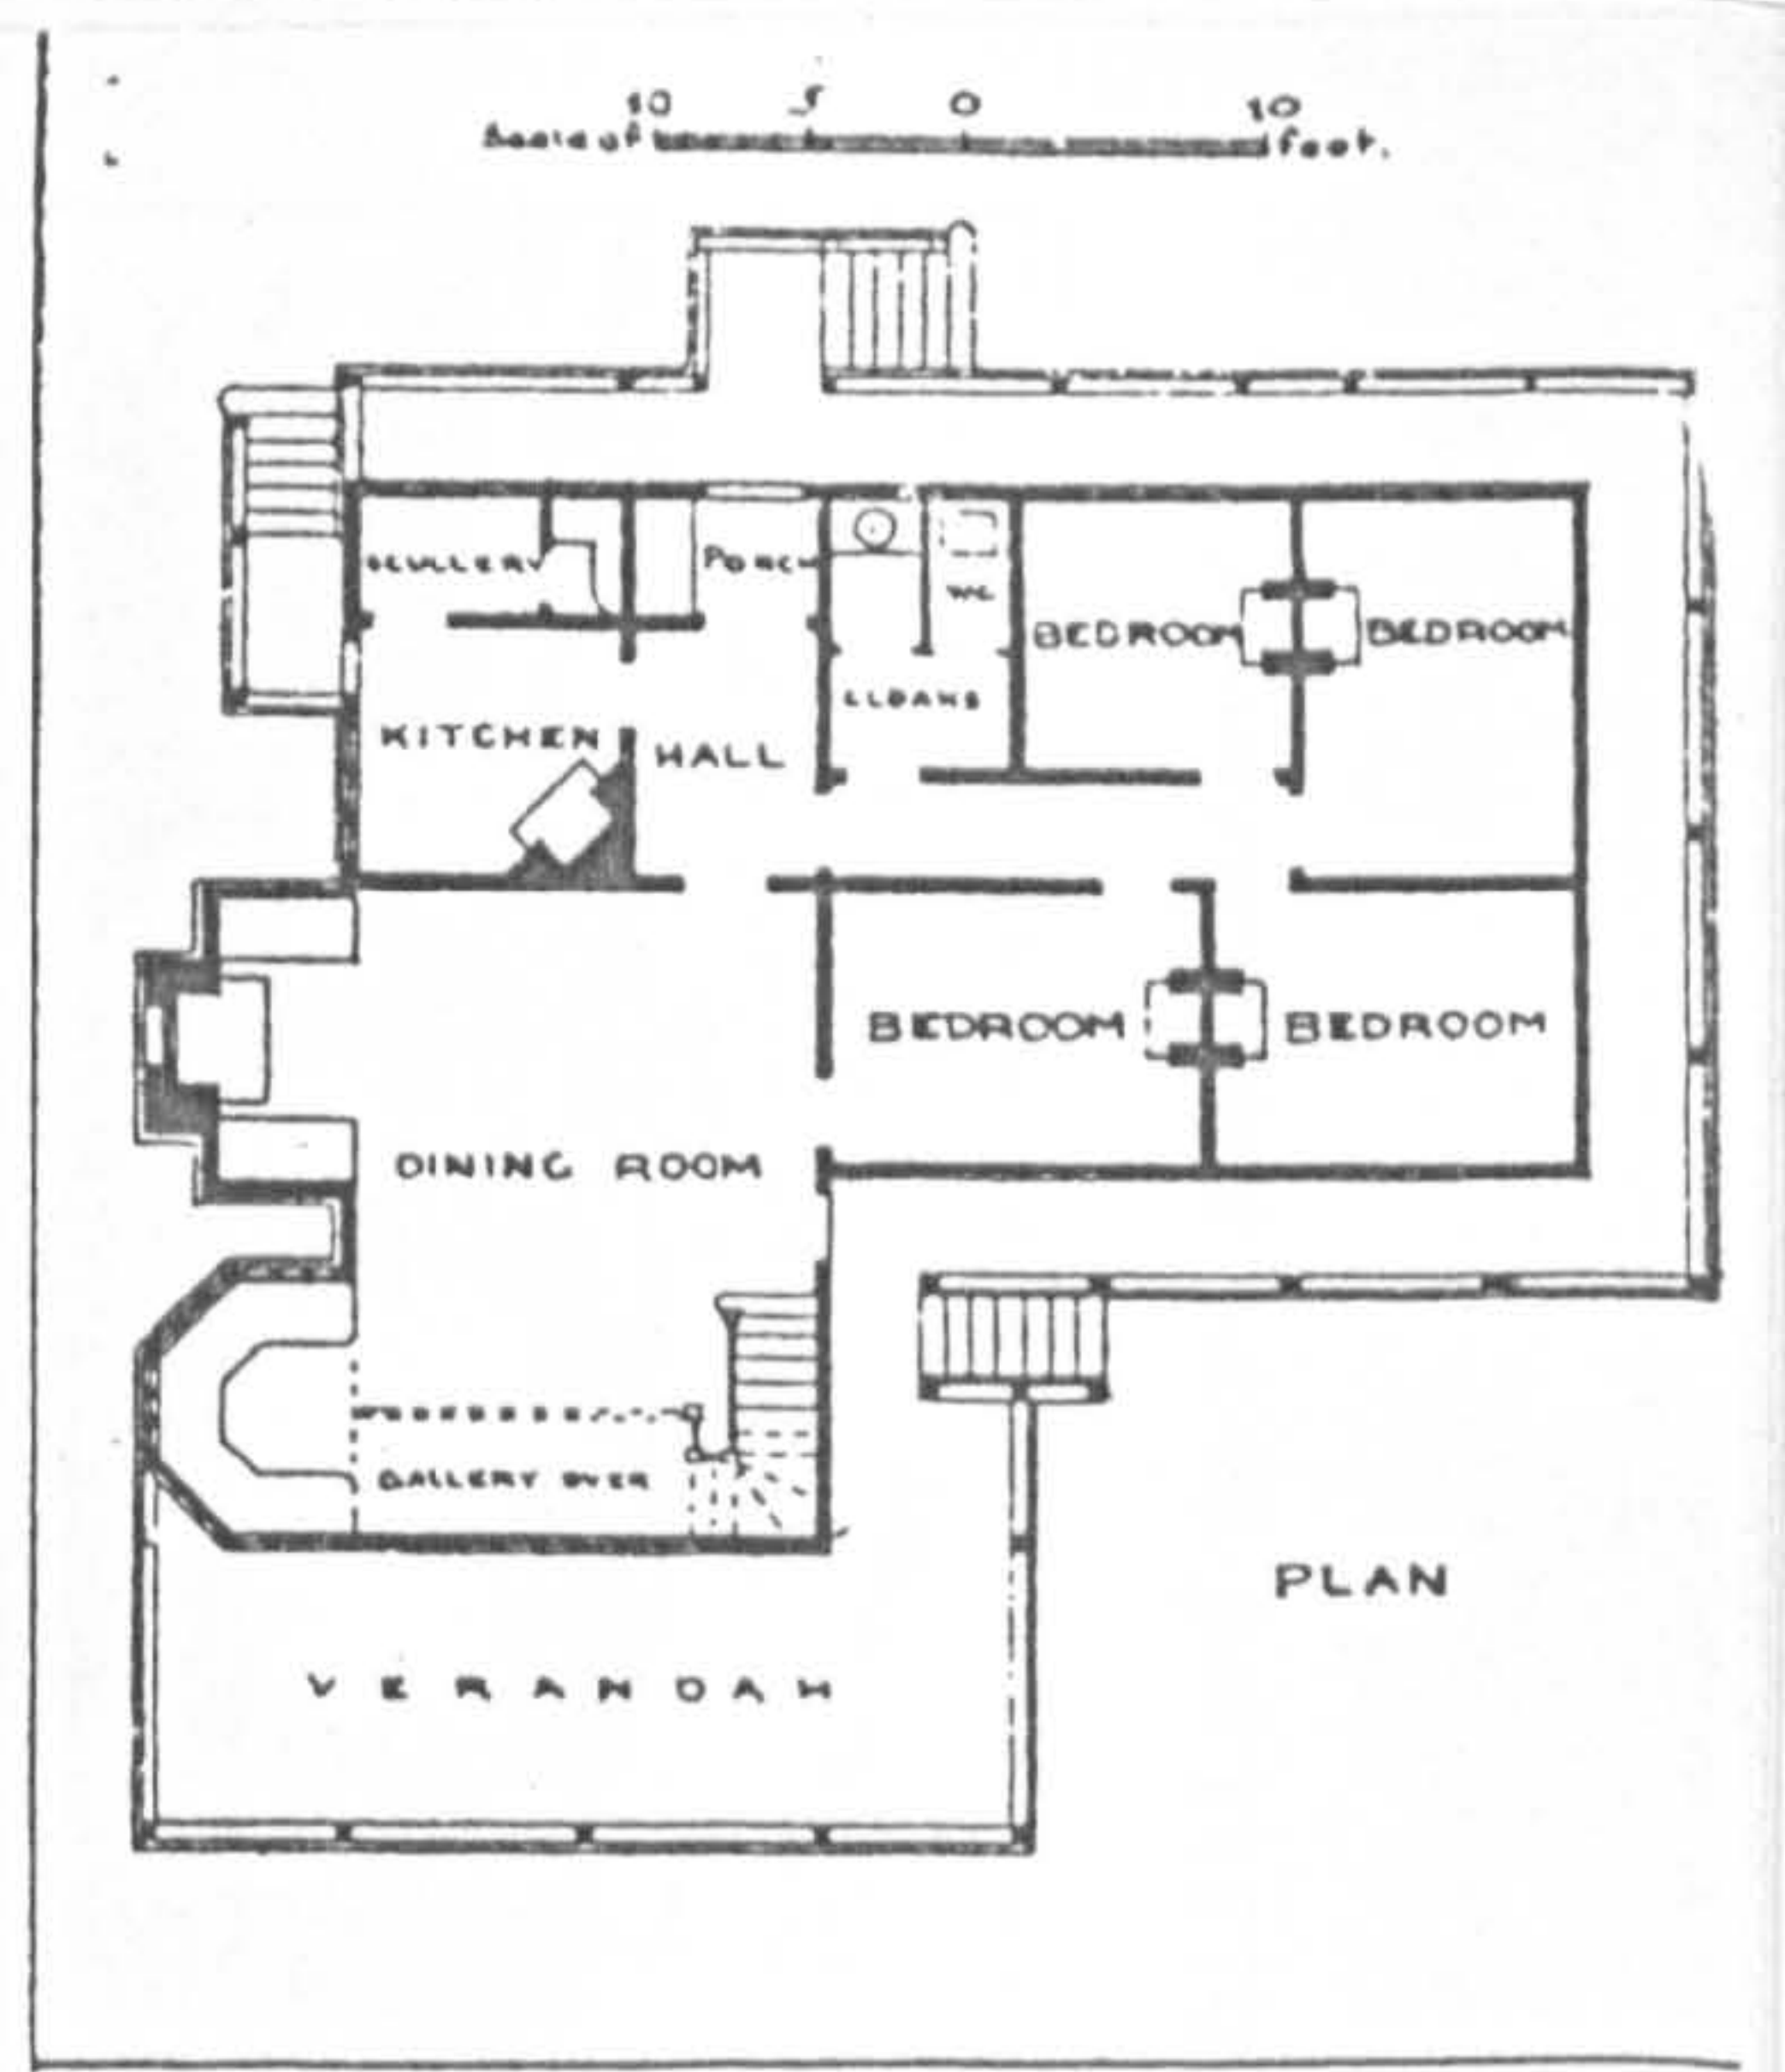 10 5 0 10
Scale of feet.
SCULLERY
PORCH
WC
BEDROOM
BEDROOM
CLOAKS
KITCHEN
HALL
BEDROOM
BEDROOM
DINING ROOM
GALLERY OVER
PLAN
VERANDAH